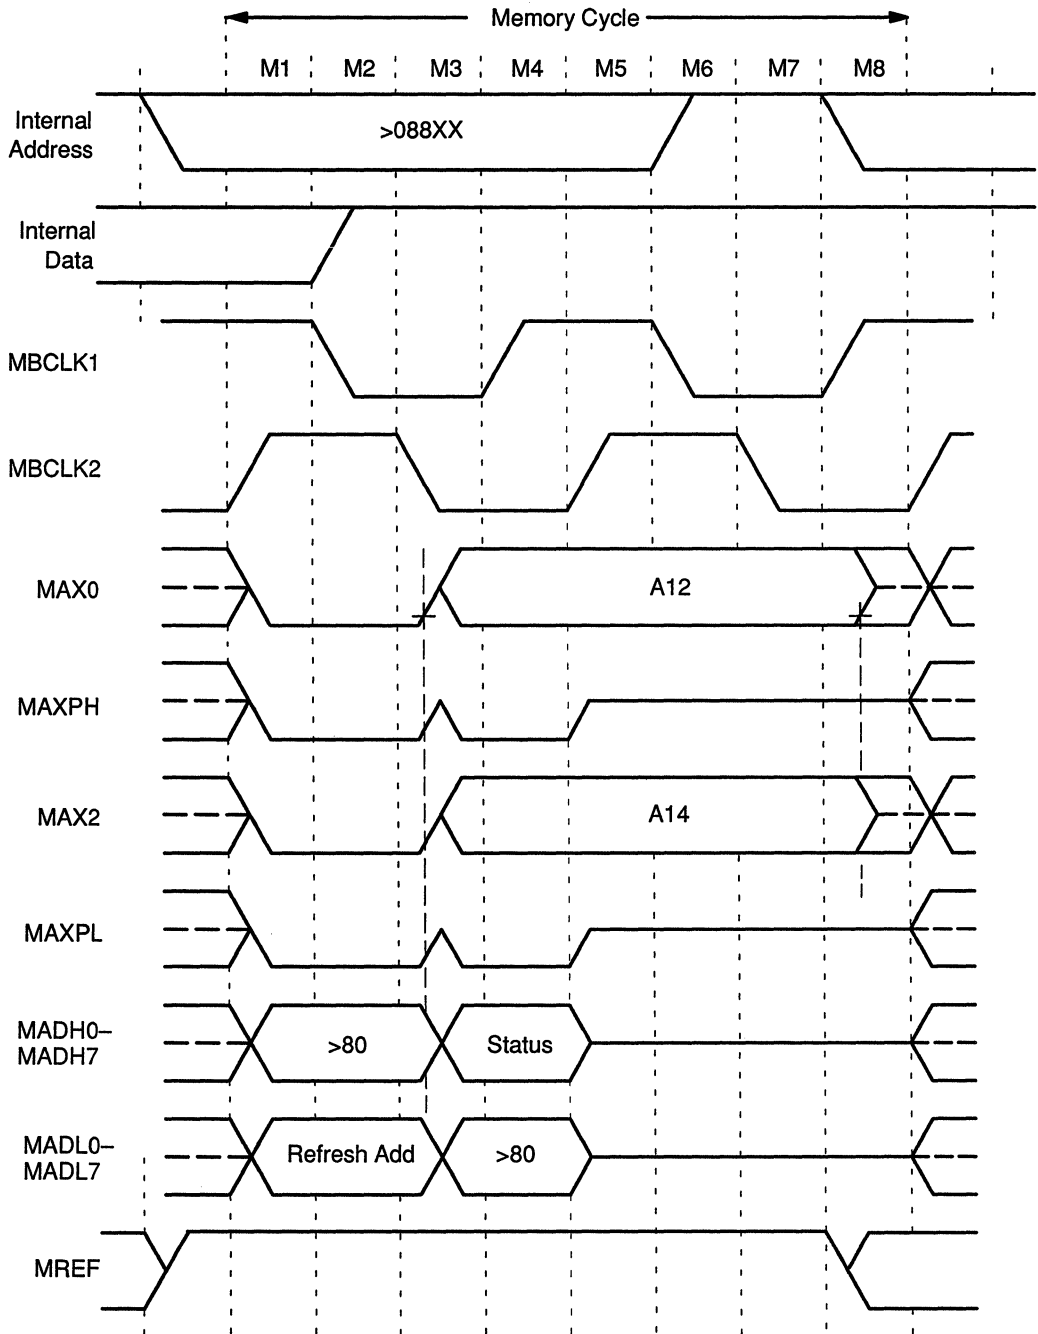 Memory Cycle
M1 M2 M3 M4 M5 M6 M7 M8
Internal
Address
>088XX
Internal
Data
MBCLK1
MBCLK2
MAX0
A12
MAXPH
MAX2
A14
MAXPL
MADH0–
MADH7
>80
Status
MADL0–
MADL7
Refresh Add
>80
MREF